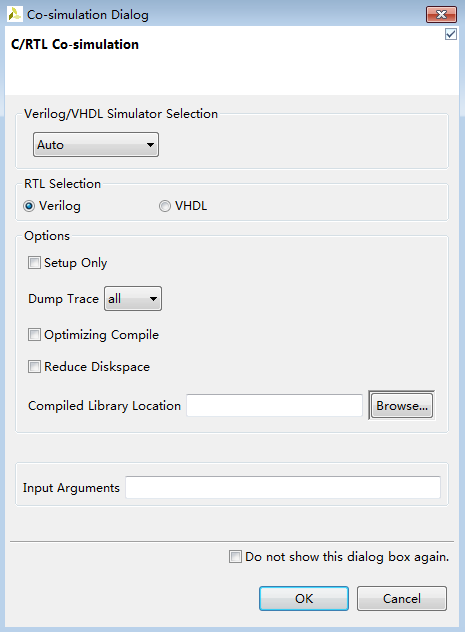 Co-simulation Dialog
C/RTL Co-simulation
Verilog/VHDL Simulator Selection
Auto
RTL Selection
Verilog VHDL
Options
Setup Only
Dump Trace all
Optimizing Compile
Reduce Diskspace
Compiled Library Location Browse...
Input Arguments
Do not show this dialog box again.
OK Cancel